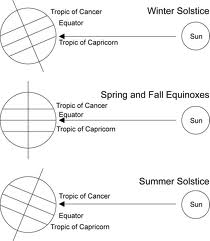 Winter Solstice
Tropic of Cancer
Equator
Sun
Tropic of Capricorn
Spring and Fall Equinoxes
Tropic of Cancer
Equator
Sun
Tropic of Capricorn
Summer Solstice
Tropic of Cancer
Sun
Equator
Tropic of Capricorn